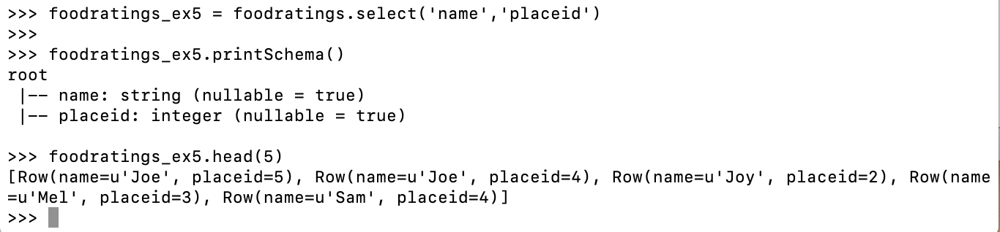 >>> foodratings_ex5 = foodratings.select('name','placeid')
>>>
>>> foodratings_ex5.printSchema()
root
 |-- name: string (nullable = true)
 |-- placeid: integer (nullable = true)

>>> foodratings_ex5.head(5)
[Row(name=u'Joe', placeid=5), Row(name=u'Joe', placeid=4), Row(name=u'Joy', placeid=2), Row(name
=u'Mel', placeid=3), Row(name=u'Sam', placeid=4)]
>>>